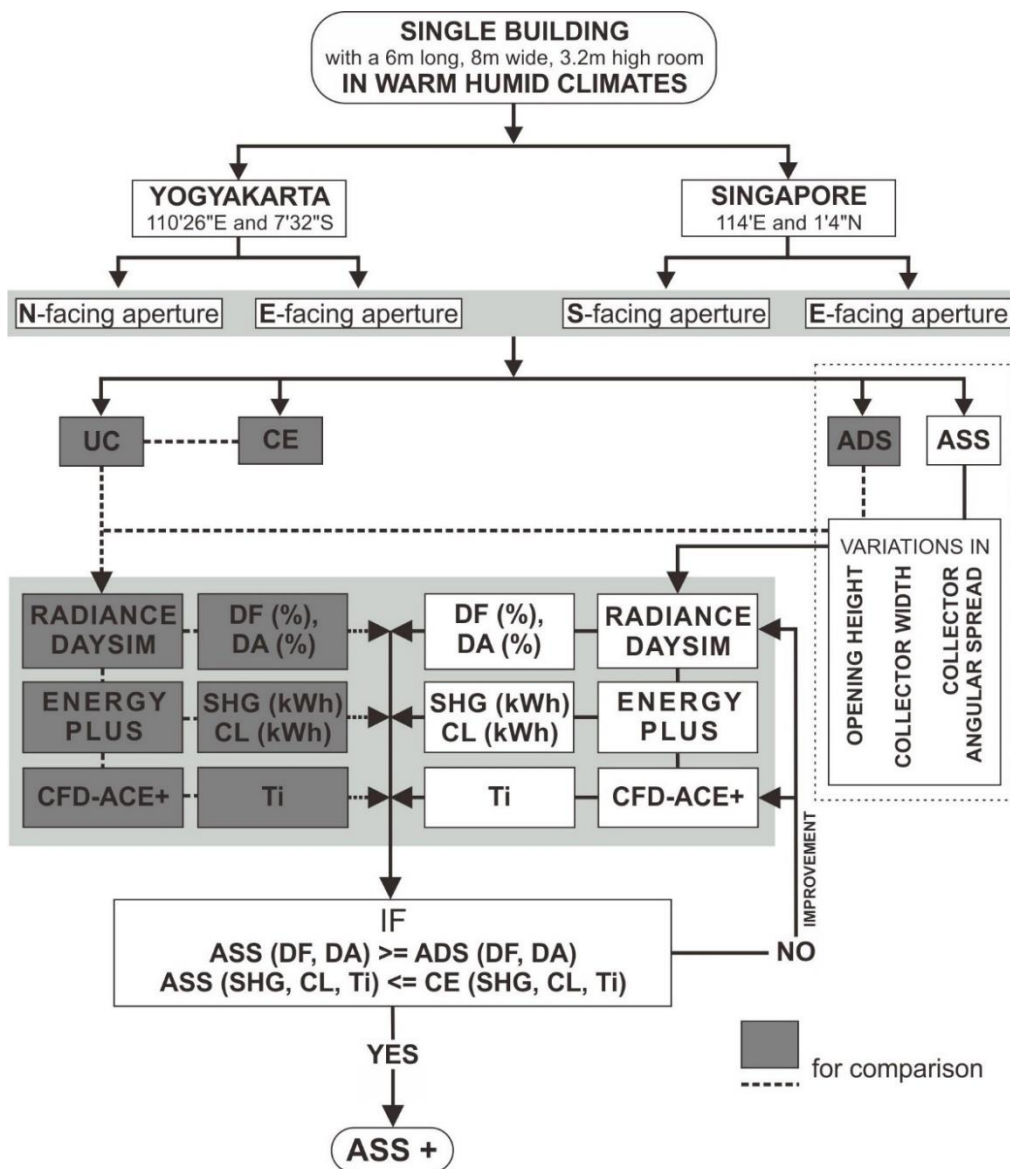 SINGLE BUILDING
with a 6m long, 8m wide, 3.2m high room
IN WARM HUMID CLIMATES
YOGYAKARTA
110'26"E and 7'32"S
SINGAPORE
114'E and 1'4"N
N-facing aperture
E-facing aperture
S-facing aperture
E-facing aperture
UC
CE
ADS
ASS
VARIATIONS IN
OPENING HEIGHT
COLLECTOR WIDTH
COLLECTOR
ANGULAR SPREAD
RADIANCE
DAYSIM
DF (%),
DA (%)
DF (%),
DA (%)
RADIANCE
DAYSIM
ENERGY
PLUS
SHG (kWh)
CL (kWh)
SHG (kWh)
CL (kWh)
ENERGY
PLUS
CFD-ACE+
Ti
Ti
CFD-ACE+
IMPROVEMENT
IF
ASS (DF, DA) >= ADS (DF, DA)
ASS (SHG, CL, Ti) <= CE (SHG, CL, Ti)
NO
YES
for comparison
ASS +